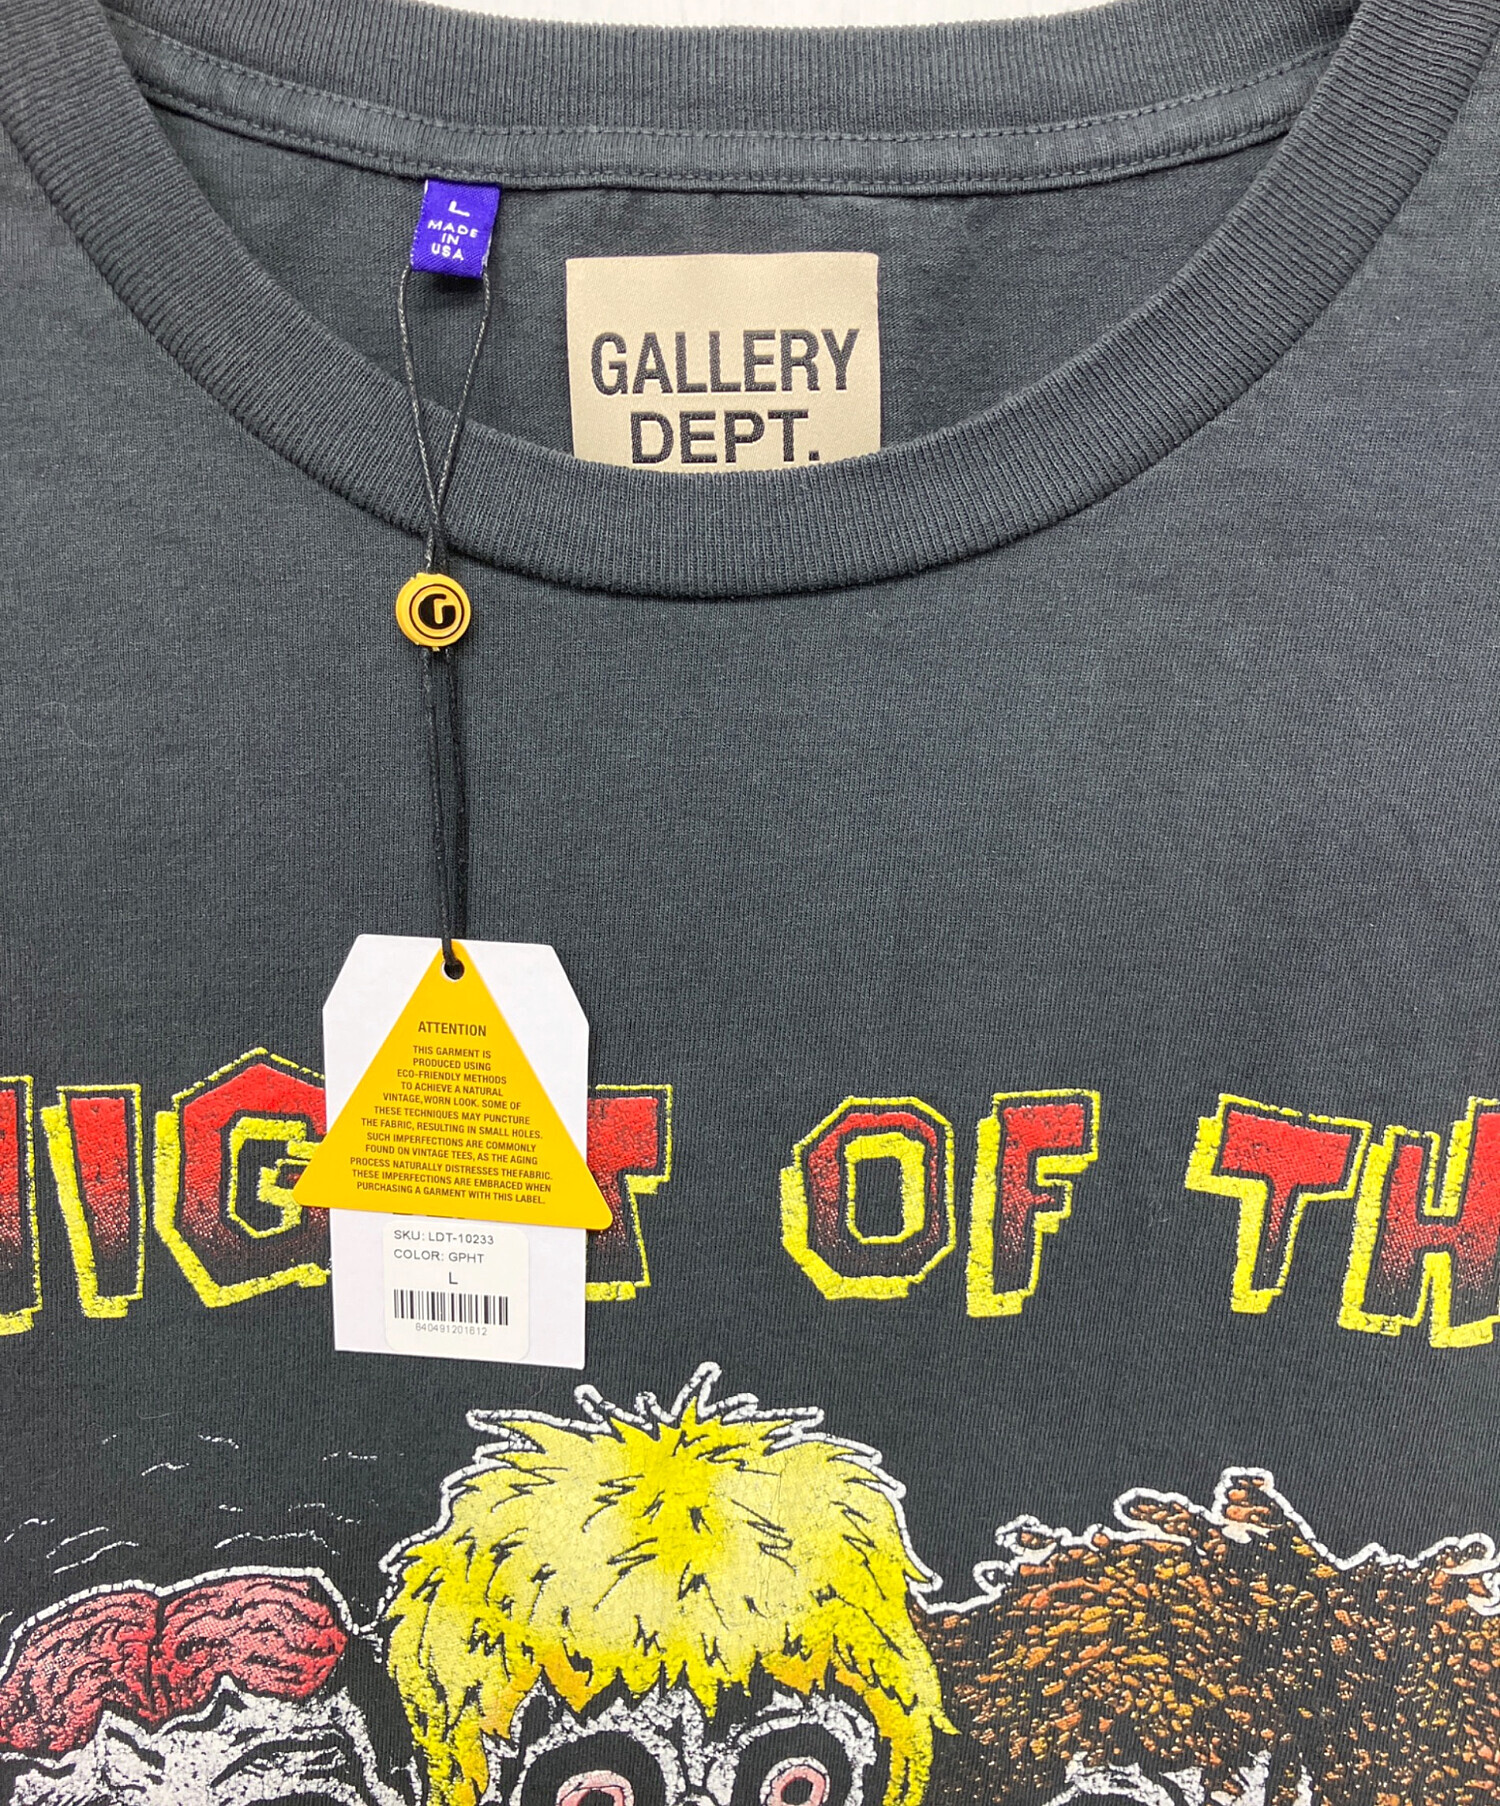 L
MADE
IN
USA
GALLERY
DEPT.
G
ATTENTION
THIS GARMENT IS
PRODUCED USING
ECO-FRIENDLY METHODS
TO ACHIEVE A NATURAL
VINTAGE, WORN LOOK. SOME OF
THESE TECHNIQUES MAY PUNCTURE
THE FABRIC, RESULTING IN SMALL HOLES.
SUCH IMPERFECTIONS ARE COMMONLY
FOUND ON VINTAGE TEES, AS THE AGING
PROCESS NATURALLY DISTRESSES THE FABRIC.
THESE IMPERFECTIONS ARE EMBRACED WHEN
PURCHASING A GARMENT WITH THIS LABEL.
OF TH
SKU: LDT-10233
COLOR: GPHT
L
840491201612